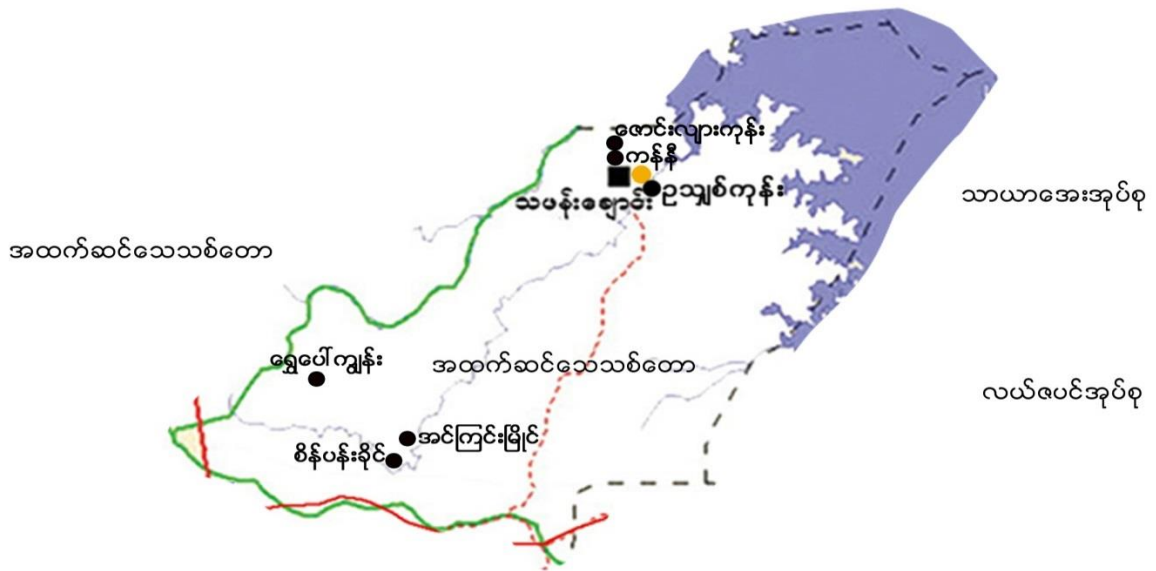 ဇောင်းလျားကုန်း
ကန်နီ
ဥသျှစ်ကုန်း
သပန်းချောင်း
သာယာအေးအုပ်စု
အထက်ဆင်သေသစ်တော
ရွှေပေါ်ကျွန်း
အထက်ဆင်သေသစ်တော
လယ်ဇပင်အုပ်စု
အင်ကြင်းမြိုင်
စိန်ပန်းခိုင်